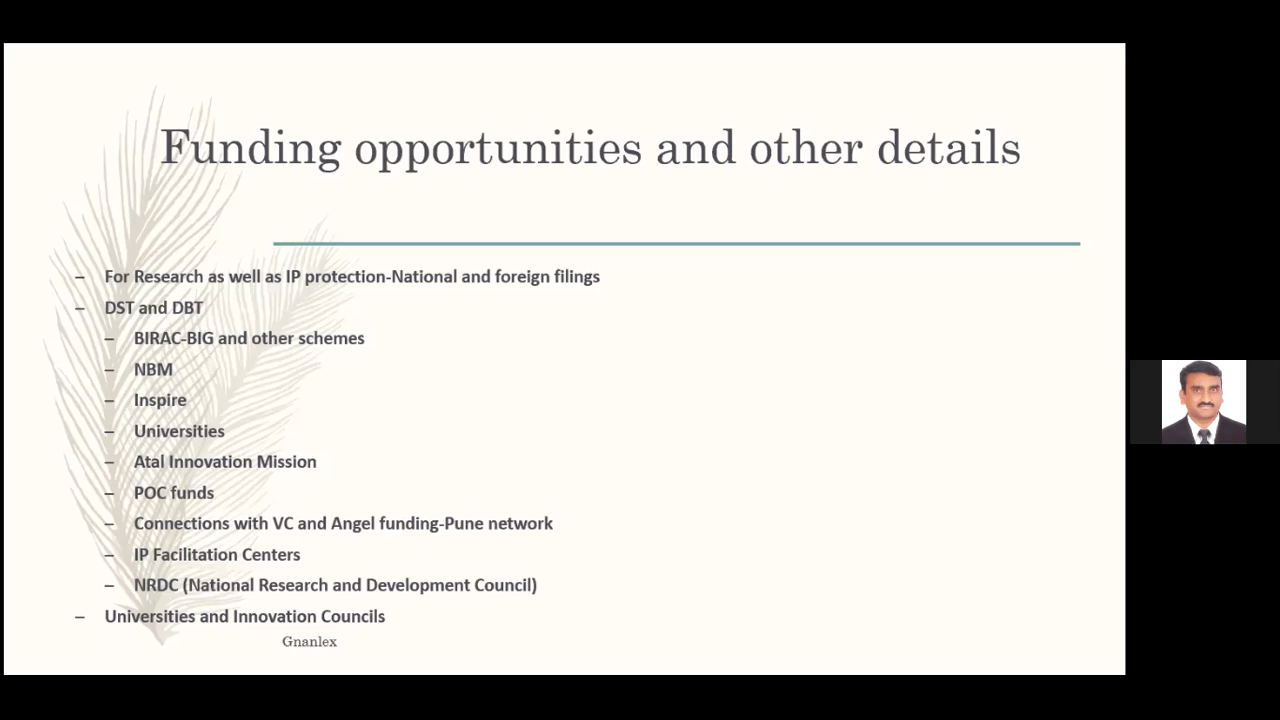 Funding opportunities and other details
– For Research as well as IP protection-National and foreign filings
– DST and DBT
– BIRAC-BIG and other schemes
– NBM
– Inspire
– Universities
– Atal Innovation Mission
– POC funds
– Connections with VC and Angel funding-Pune network
– IP Facilitation Centers
– NRDC (National Research and Development Council)
– Universities and Innovation Councils
Gnanlex